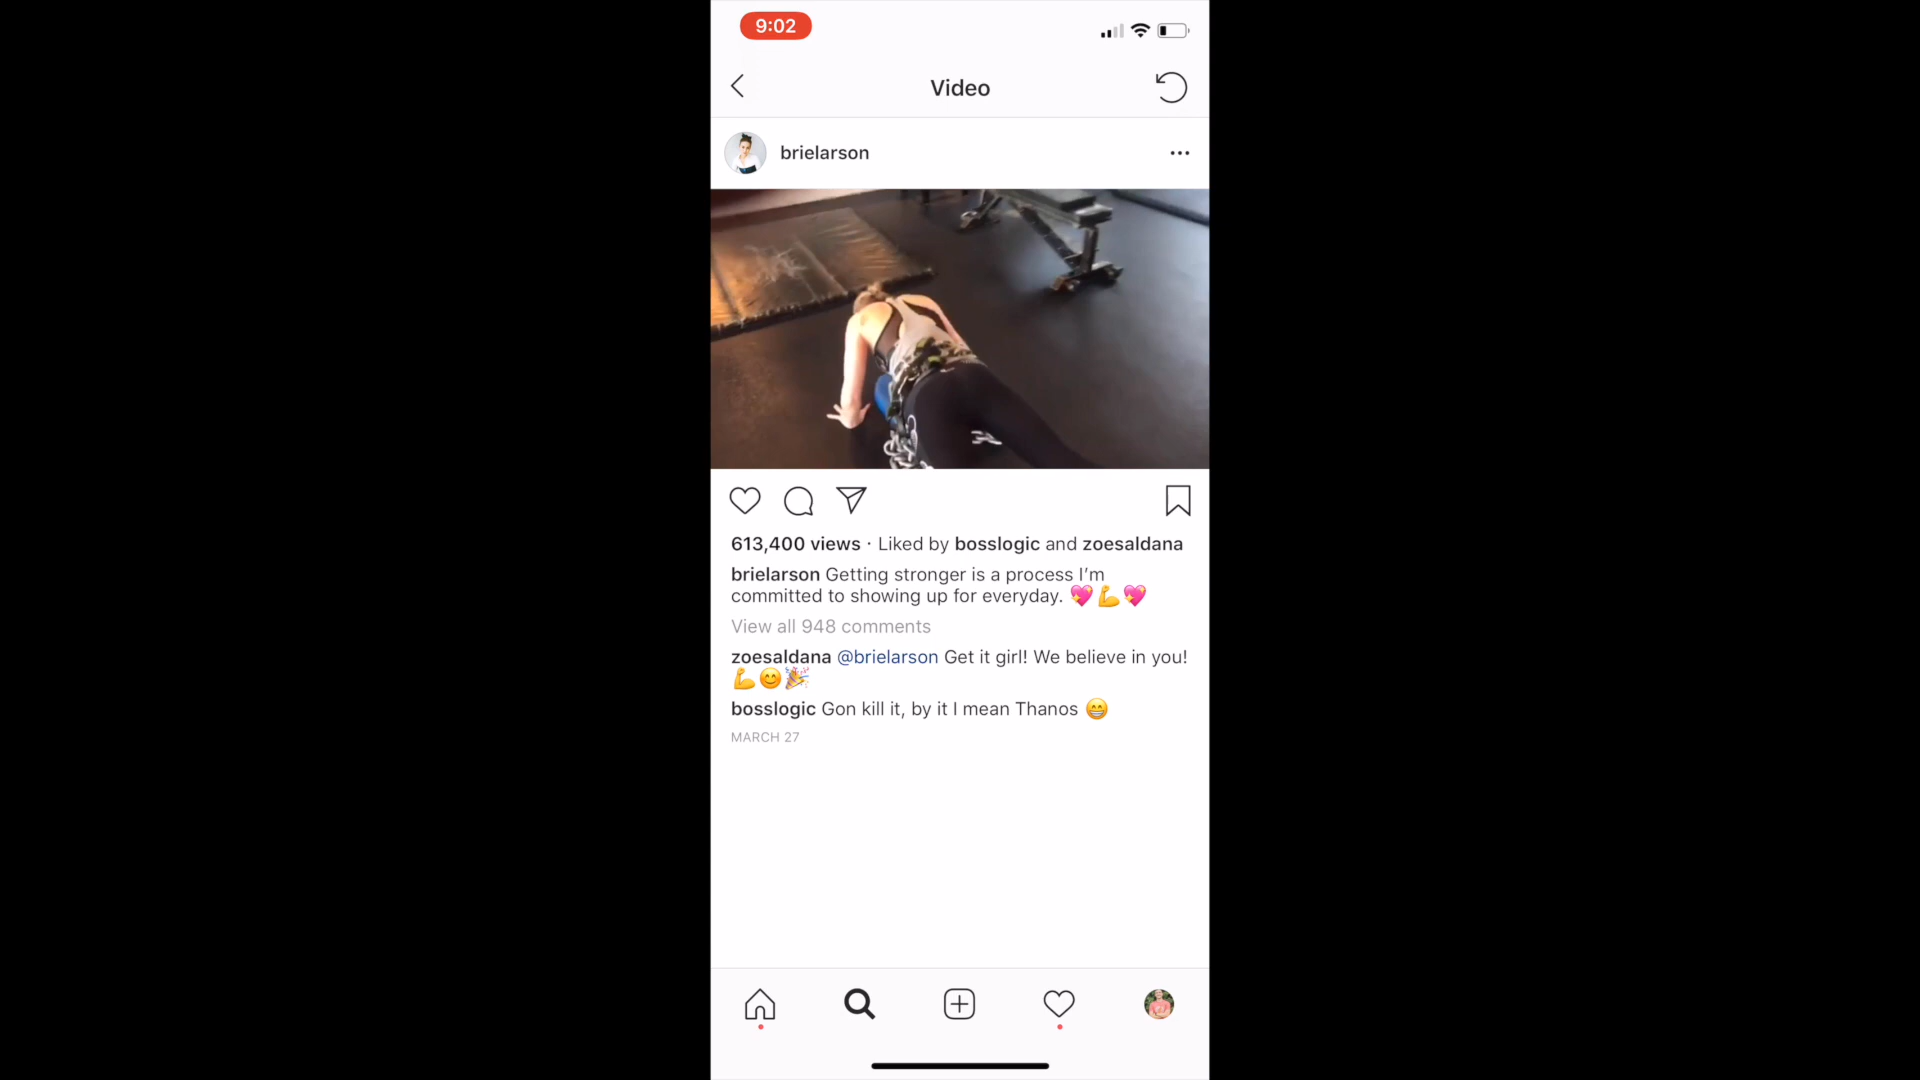 9:02
Video
brielarson
613,400 views · Liked by bosslogic and zoesaldana
brielarson Getting stronger is a process I’m
committed to showing up for everyday. 💖💪💖
View all 948 comments
zoesaldana @brielarson Get it girl! We believe in you!
💪😊🎉
bosslogic Gon kill it, by it I mean Thanos 😁
MARCH 27